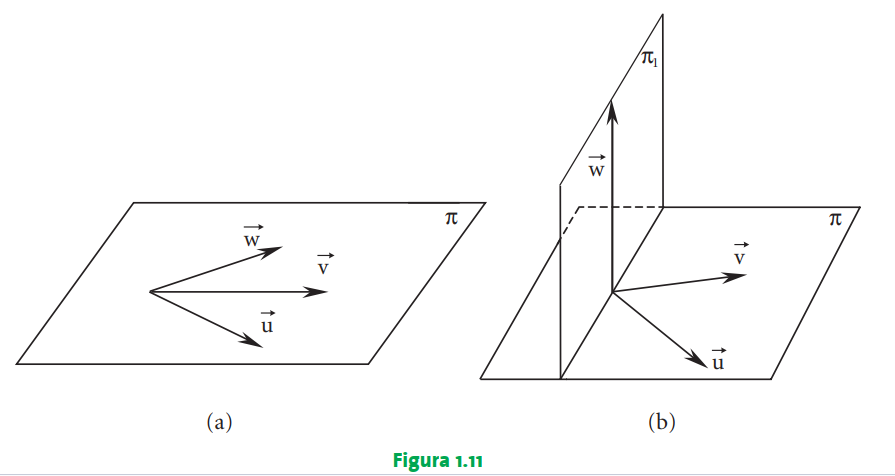 π₁
w⃗
π
π
w⃗
v⃗
v⃗
u⃗
u⃗
(a)
(b)
Figura 1.11